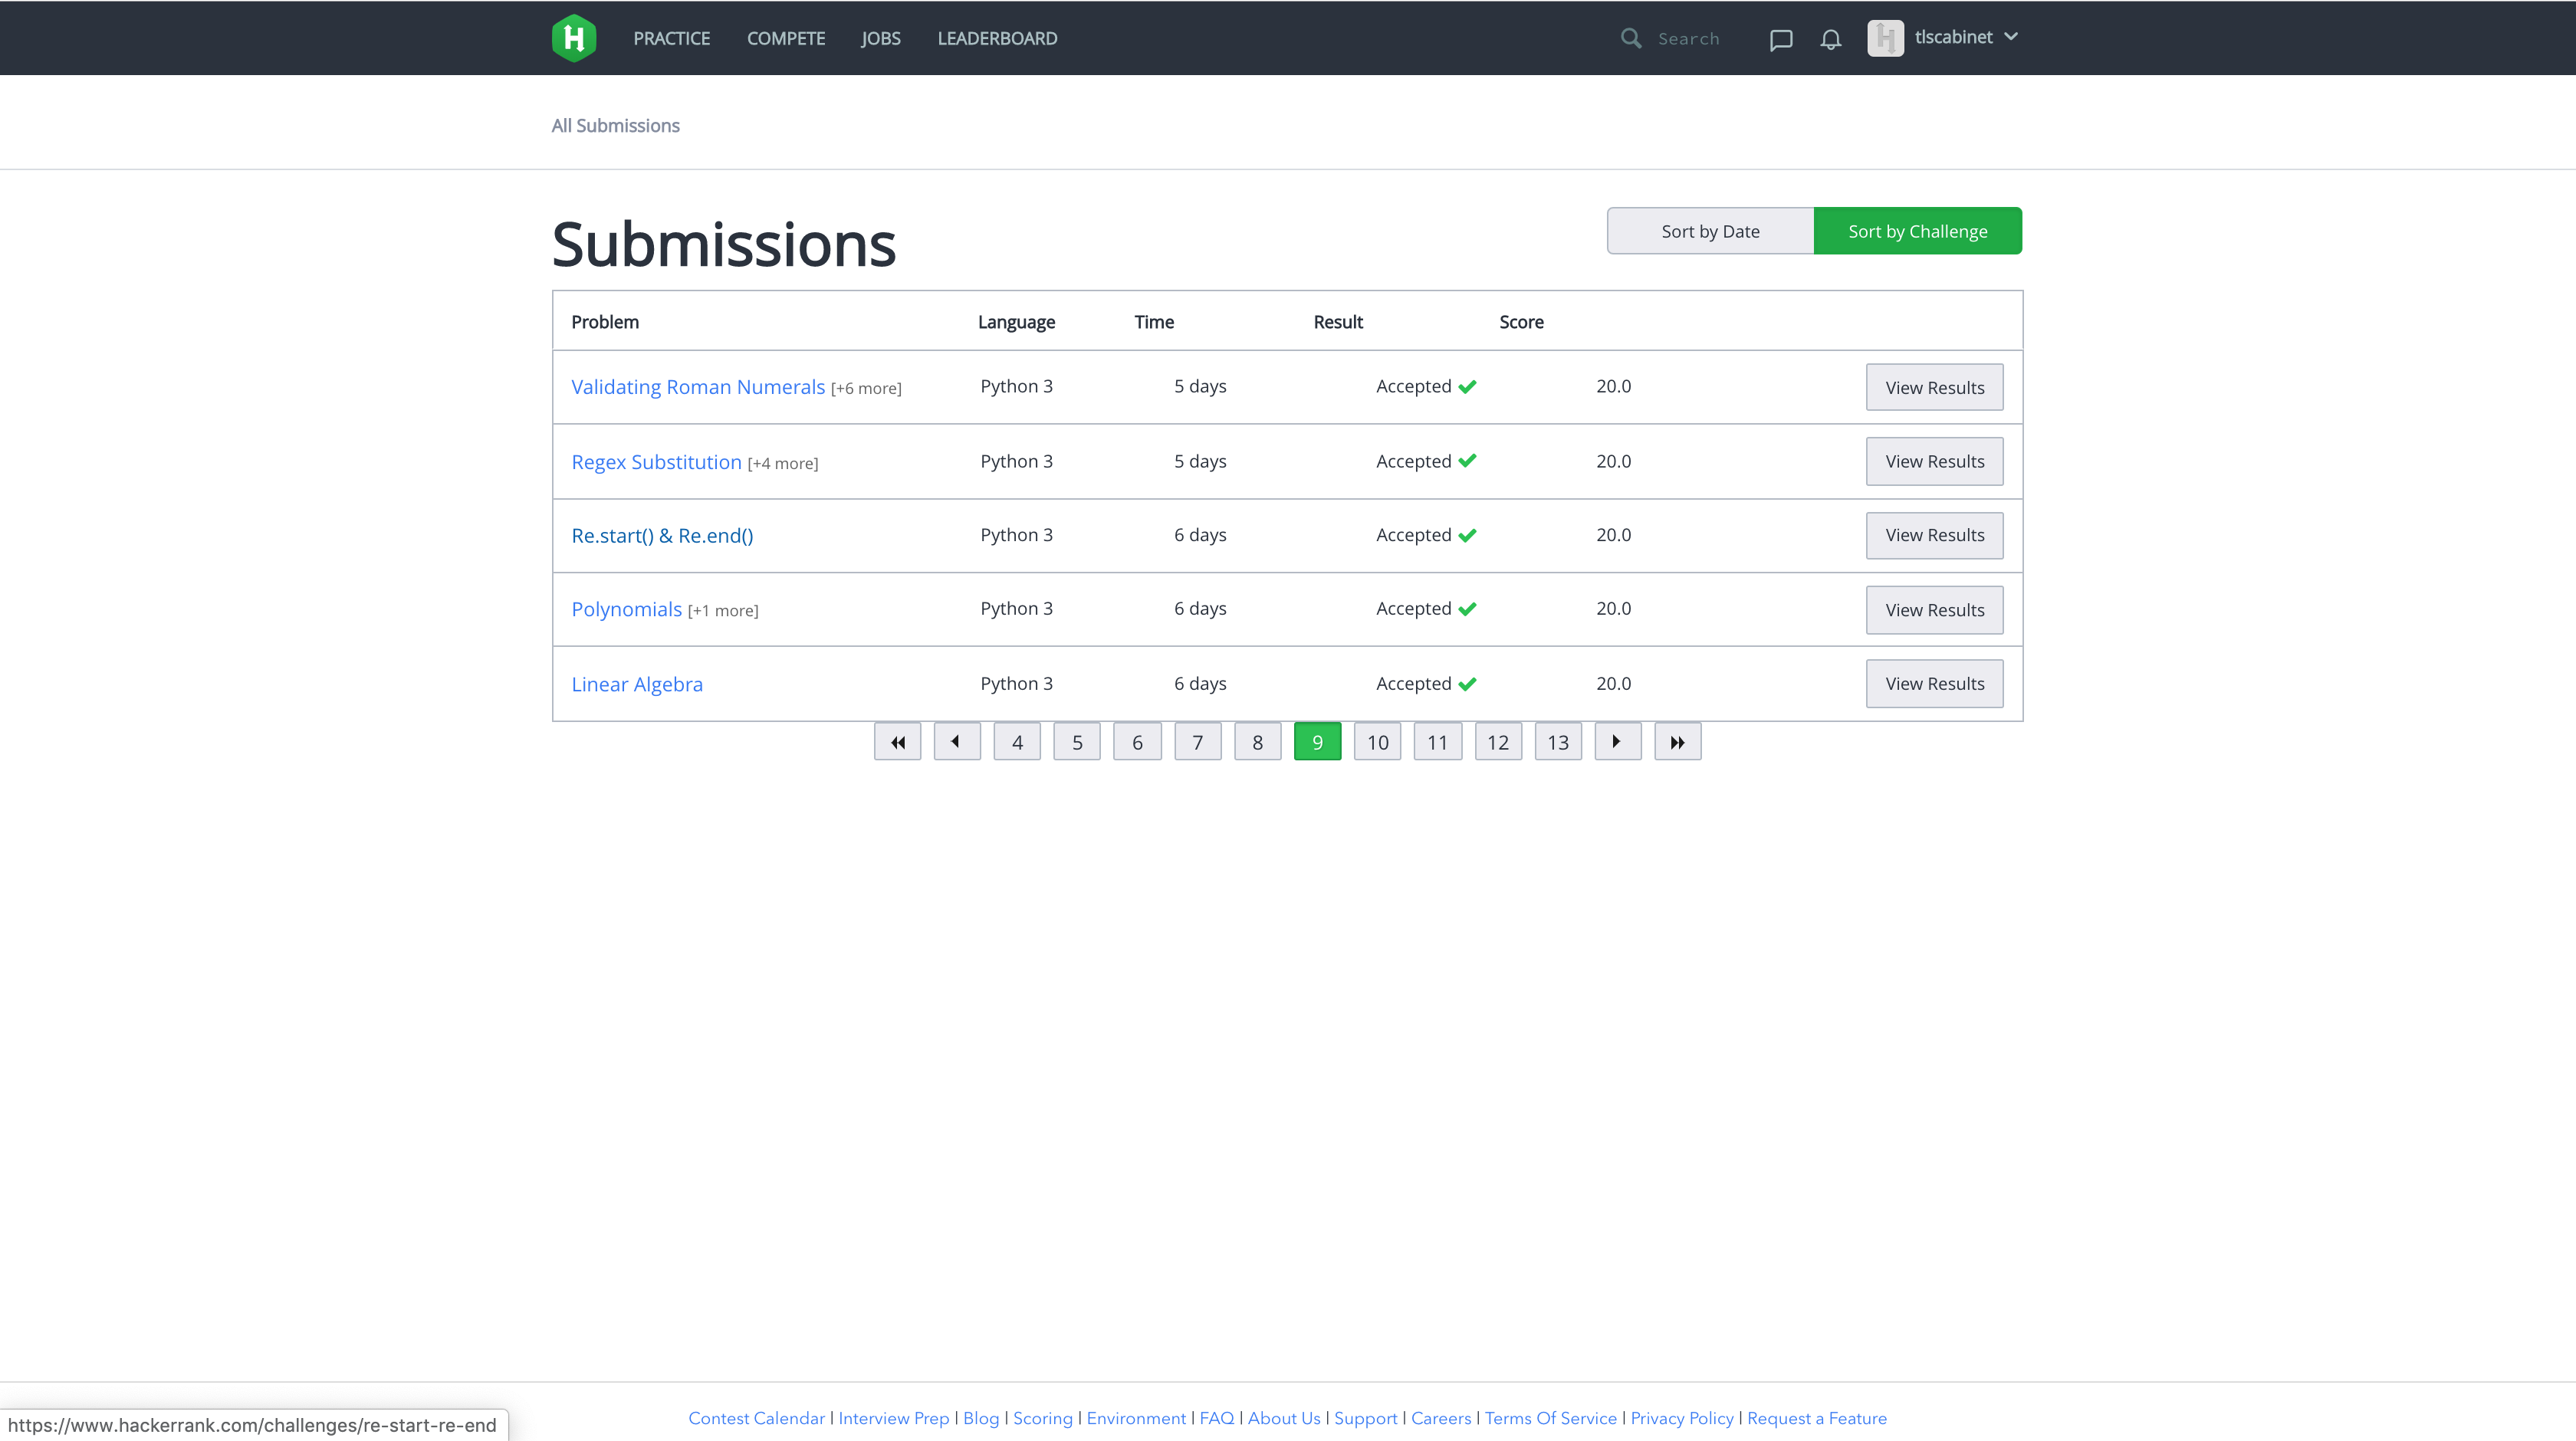 PRACTICE COMPETE JOBS LEADERBOARD Search tlscabinet
All Submissions
Submissions
Sort by Date Sort by Challenge
Problem Language Time Result Score
Validating Roman Numerals [+6 more] Python 3 5 days Accepted 20.0 View Results
Regex Substitution [+4 more] Python 3 5 days Accepted 20.0 View Results
Re.start() & Re.end() Python 3 6 days Accepted 20.0 View Results
Polynomials [+1 more] Python 3 6 days Accepted 20.0 View Results
Linear Algebra Python 3 6 days Accepted 20.0 View Results
4 5 6 7 8 9 10 11 12 13
Contest Calendar | Interview Prep | Blog | Scoring | Environment | FAQ | About Us | Support | Careers | Terms Of Service | Privacy Policy | Request a Feature
https://www.hackerrank.com/challenges/re-start-re-end